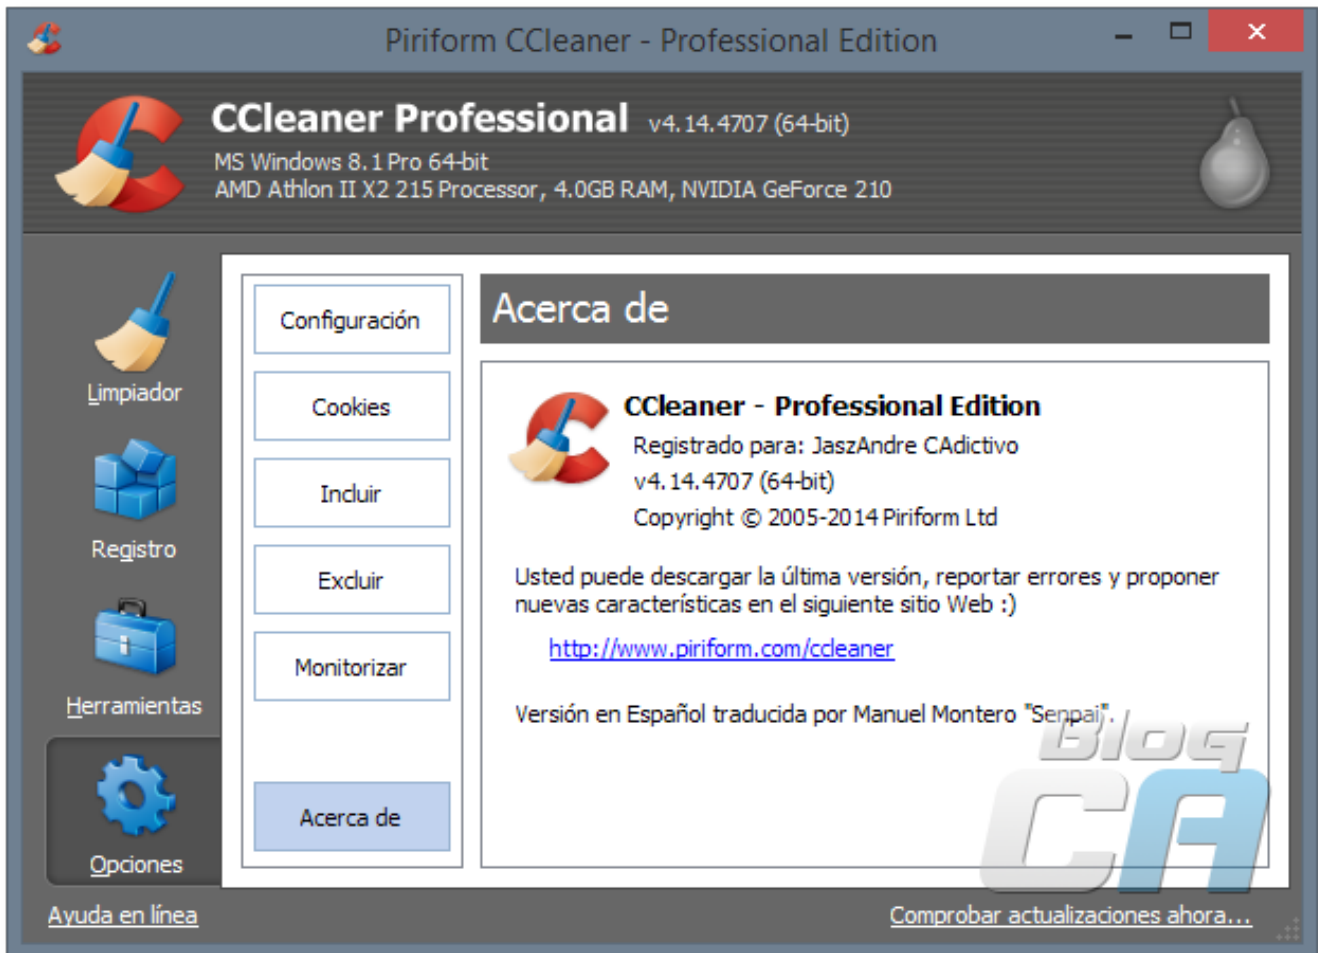 Piriform CCleaner - Professional Edition
CCleaner Professional v4.14.4707 (64-bit)
MS Windows 8.1 Pro 64-bit
AMD Athlon II X2 215 Processor, 4.0GB RAM, NVIDIA GeForce 210
Limpiador
Registro
Herramientas
Opciones
Configuración
Cookies
Incluir
Excluir
Monitorizar
Acerca de
Acerca de
CCleaner - Professional Edition
Registrado para: JaszAndre CAdictivo
v4.14.4707 (64-bit)
Copyright © 2005-2014 Piriform Ltd
Usted puede descargar la última versión, reportar errores y proponer
nuevas características en el siguiente sitio Web :)
http://www.piriform.com/ccleaner
Versión en Español traducida por Manuel Montero "Senpai".
Blog
CA
Ayuda en línea
Comprobar actualizaciones ahora...